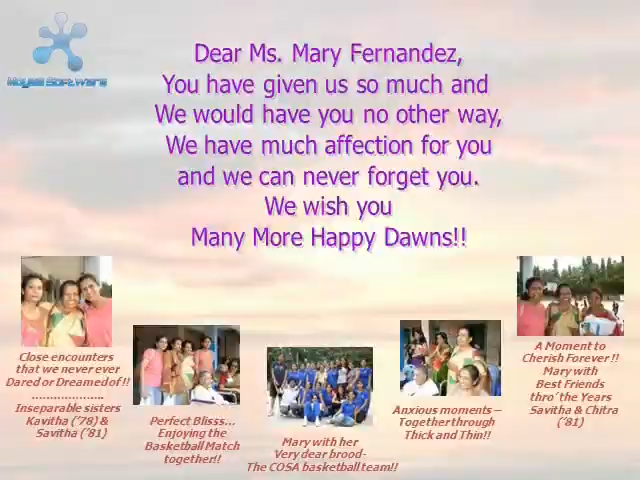 Dear Ms. Mary Fernandez,
You have given us so much and
We would have you no other way,
We have much affection for you
and we can never forget you.
We wish you
Many More Happy Dawns!!
Close encounters
that we never ever
Dared or Dreamed of !!
....................
Inseparable sisters
Kavitha ('78) &
Savitha ('81)
Perfect Blisss...
Enjoying the
Basketball Match
together!!
Mary with her
Very dear brood-
The COSA basketball team!!
Anxious moments –
Together through
Thick and Thin!!
A Moment to
Cherish Forever !!
Mary with
Best Friends
thro' the Years
Savitha & Chitra
('81)